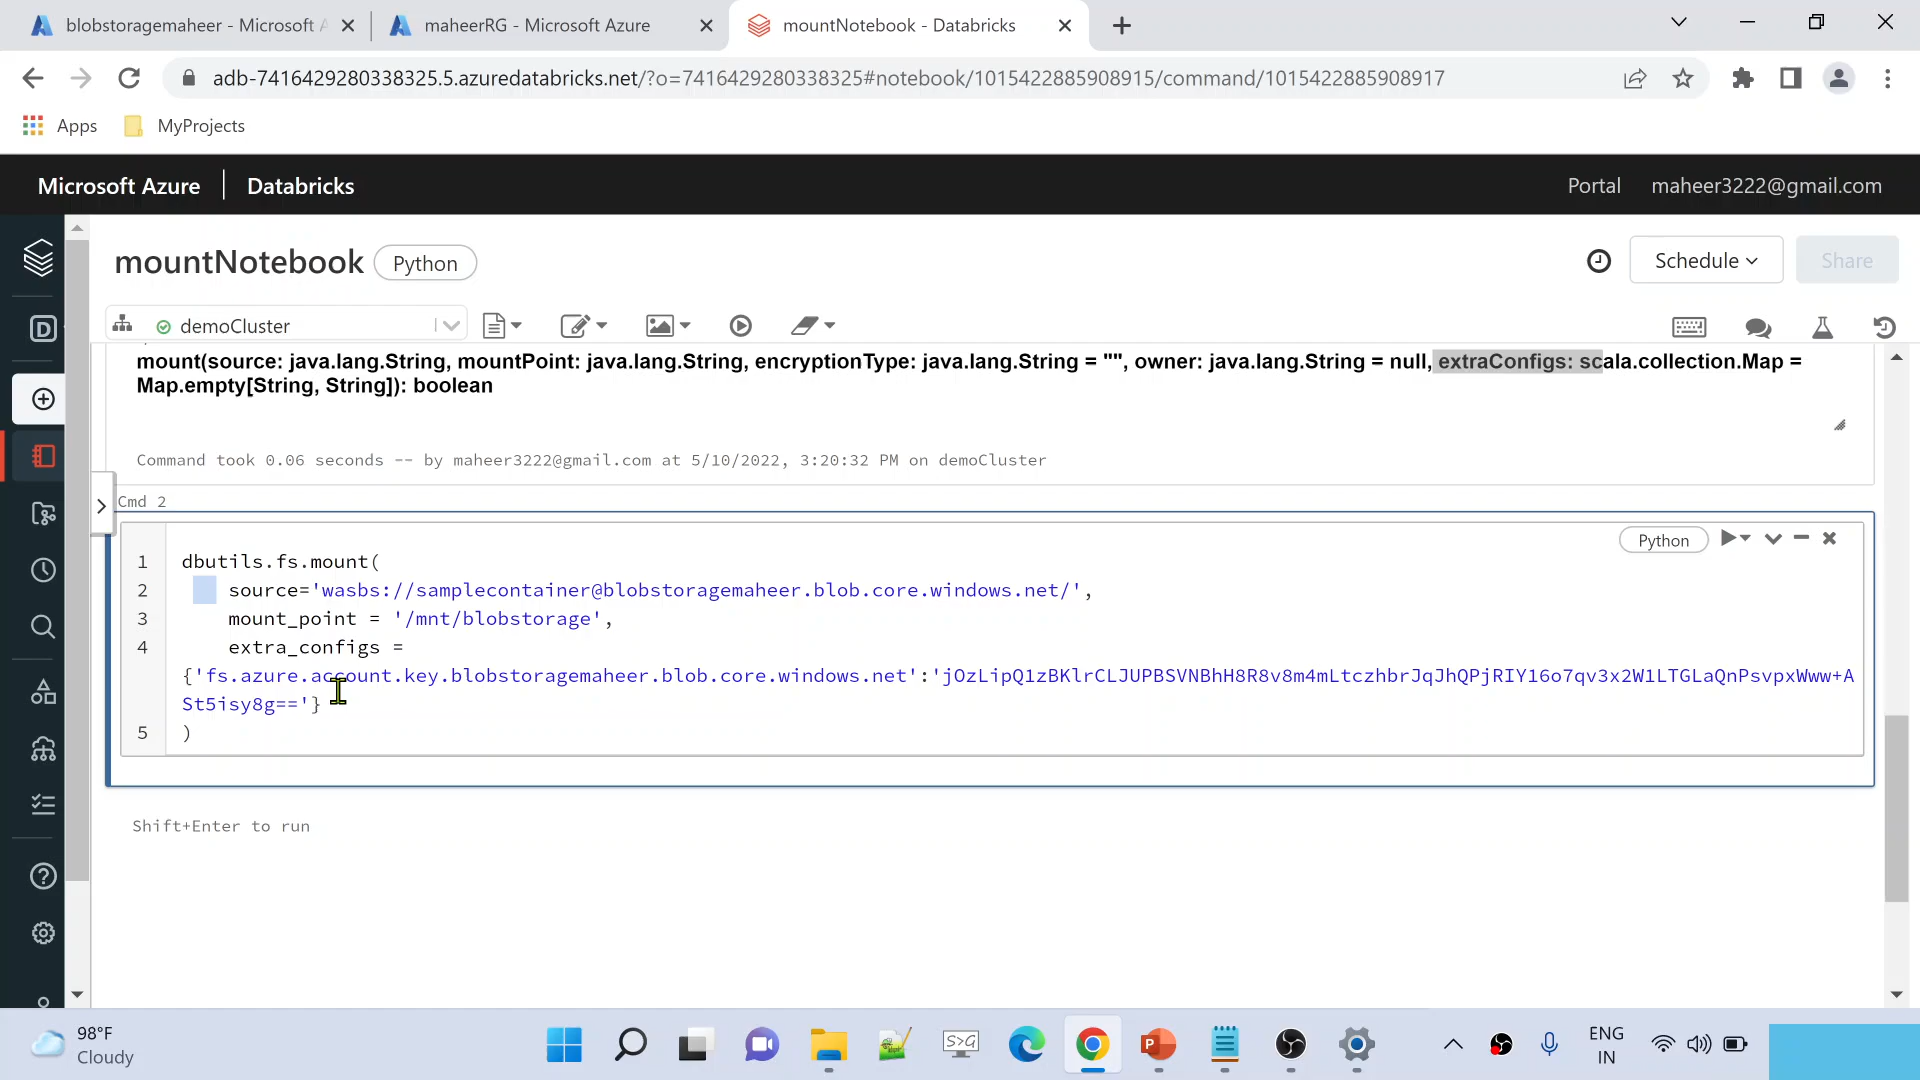 blobstoragemaheer - Microsoft A
maheerRG - Microsoft Azure
mountNotebook - Databricks
adb-7416429280338325.5.azuredatabricks.net/?o=7416429280338325#notebook/1015422885908915/command/1015422885908917
Apps
MyProjects
Microsoft Azure
Databricks
Portal
maheer3222@gmail.com
mountNotebook
Python
Schedule
Share
demoCluster
mount(source: java.lang.String, mountPoint: java.lang.String, encryptionType: java.lang.String = "", owner: java.lang.String = null, extraConfigs: scala.collection.Map =
Map.empty[String, String]): boolean
Command took 0.06 seconds -- by maheer3222@gmail.com at 5/10/2022, 3:20:32 PM on demoCluster
Cmd 2
Python
1 dbutils.fs.mount(
2 source='wasbs://samplecontainer@blobstoragemaheer.blob.core.windows.net/',
3 mount_point = '/mnt/blobstorage',
4 extra_configs =
{'fs.azure.account.key.blobstoragemaheer.blob.core.windows.net':'jOzLipQ1zBKlrCLJUPBSVNBhH8R8v8m4mLtczhbrJqJhQPjRIY16o7qv3x2W1LTGLaQnPsvpxWww+A
St5isy8g=='}
5 )
Shift+Enter to run
98°F
Cloudy
S>G
ENG
IN